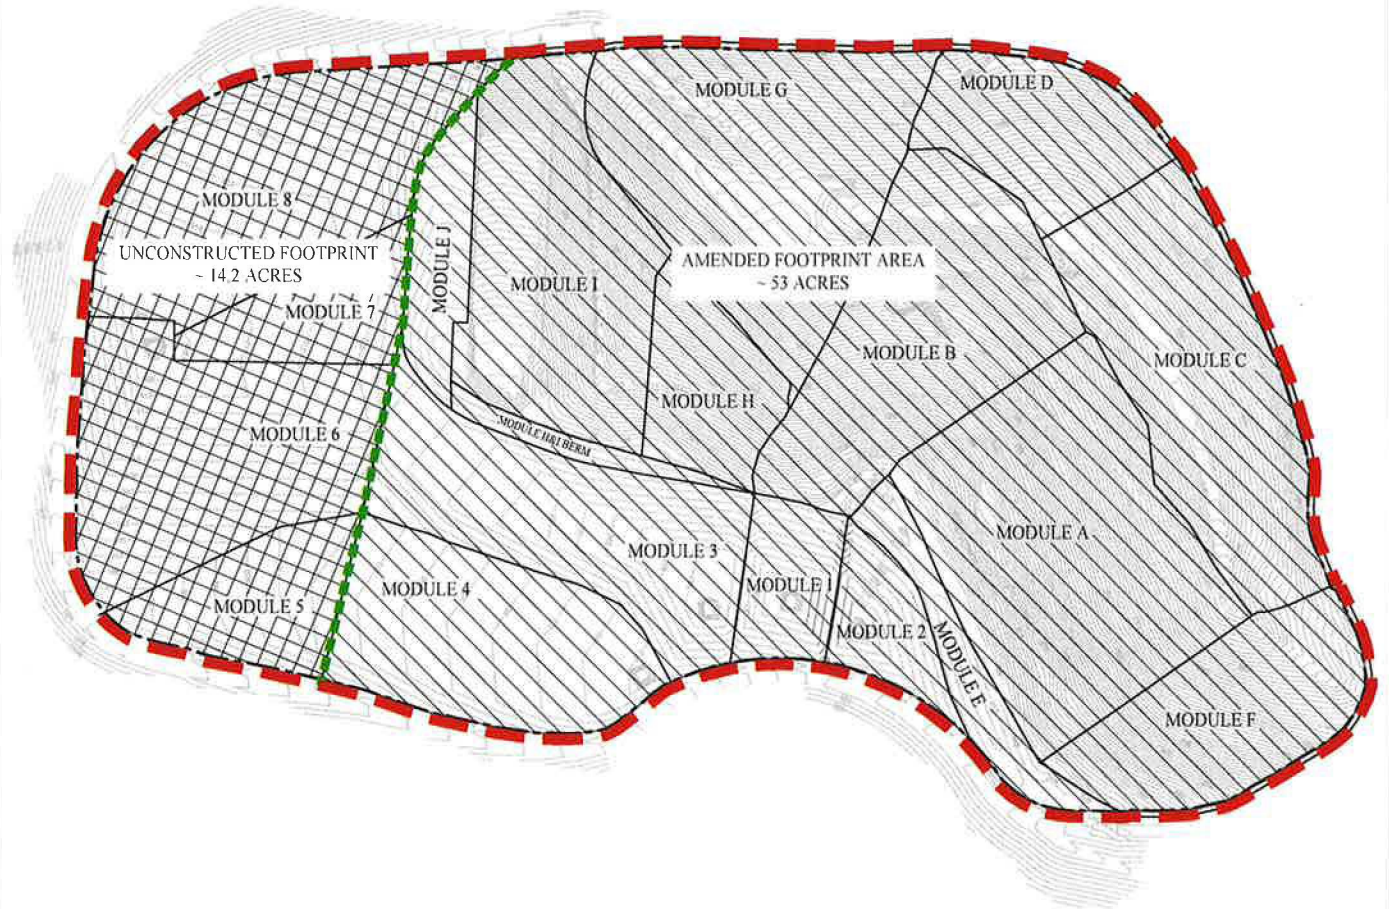 MODULE G
MODULE D
MODULE 8
UNCONSTRUCTED FOOTPRINT
~ 14.2 ACRES
MODULE J
MODULE I
AMENDED FOOTPRINT AREA
~ 53 ACRES
MODULE 7
MODULE B
MODULE C
MODULE H
MODULE H&I BERM
MODULE 6
MODULE A
MODULE 3
MODULE 4
MODULE 1
MODULE 5
MODULE 2
MODULE E
MODULE F